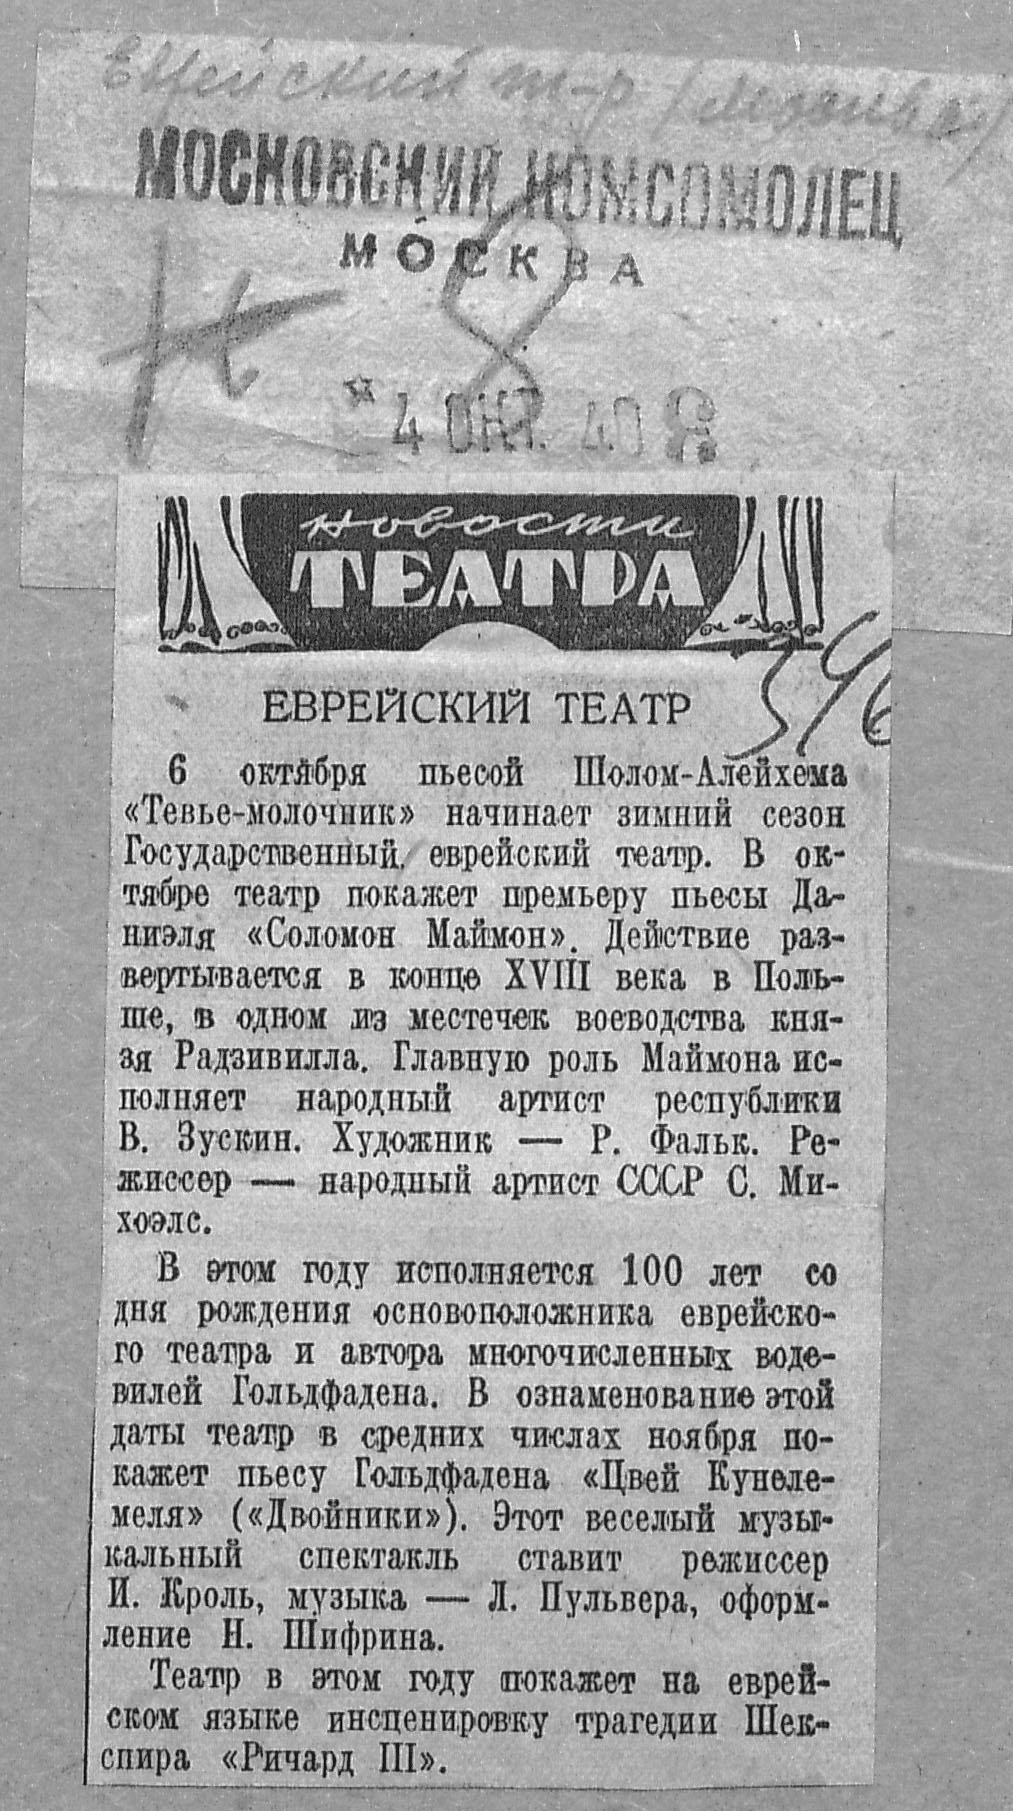 Еврейский т-р (Москва)
МОСКОВСКИЙ КОМСОМОЛЕЦ
МОСКВА
8
4 ОКТ. 40
Новости
ТЕАТРА
346
ЕВРЕЙСКИЙ ТЕАТР
6 октября пьесой Шолом-Алейхема
«Тевье-молочник» начинает зимний сезон
Государственный еврейский театр. В ок-
тябре театр покажет премьеру пьесы Да-
ниэля «Соломон Маймон». Действие раз-
вертывается в конце XVIII века в Поль-
ше, в одном из местечек воеводства кня-
зя Радзивилла. Главную роль Маймона ис-
полняет народный артист республики
В. Зускин. Художник — Р. Фальк. Ре-
жиссер — народный артист СССР С. Ми-
хоэлс.
В этом году исполняется 100 лет со
дня рождения основоположника еврейско-
го театра и автора многочисленных воде-
вилей Гольдфадена. В ознаменование этой
даты театр в средних числах ноября по-
кажет пьесу Гольдфадена «Цвей Кунеле-
меля» («Двойники»). Этот веселый музы-
кальный спектакль ставит режиссер
И. Кроль, музыка — Л. Пульвера, оформ-
ление Н. Шифрина.
Театр в этом году покажет на еврей-
ском языке инсценировку трагедии Шек-
спира «Ричард III».